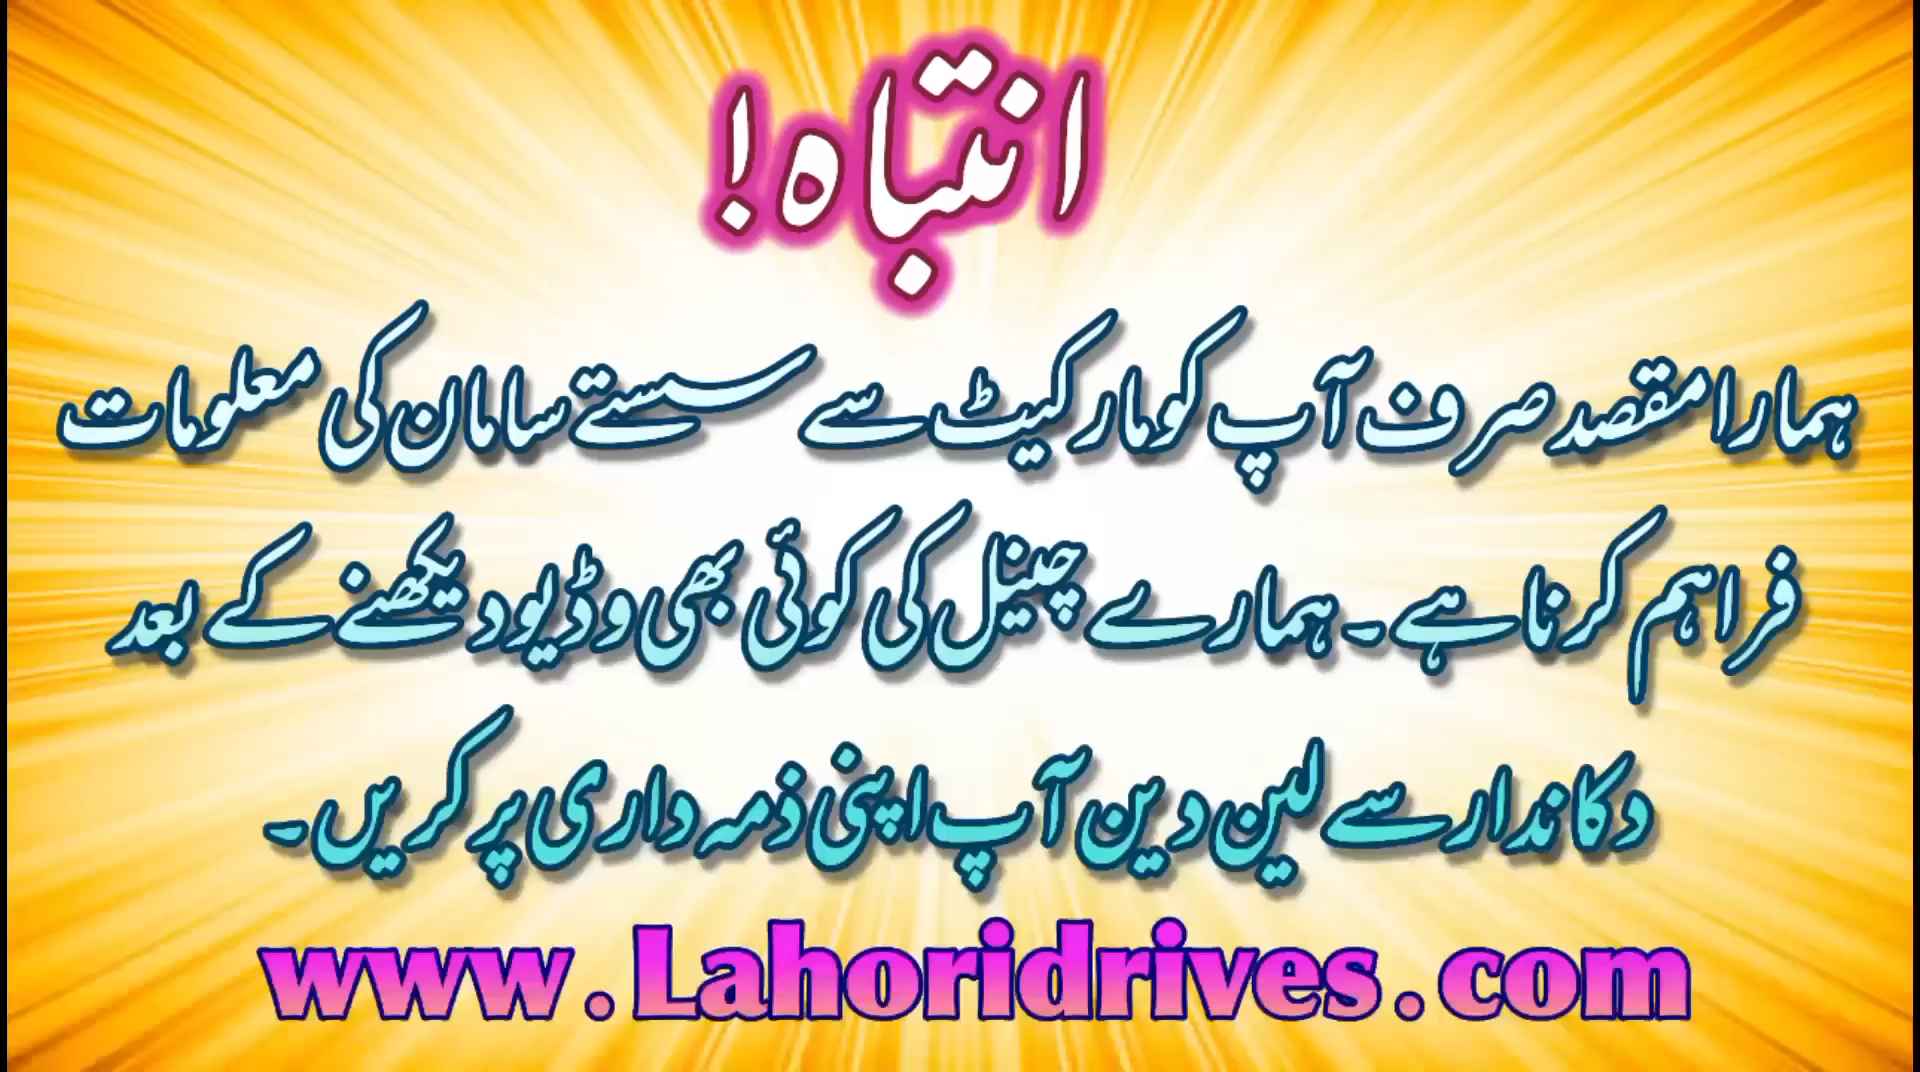 انتباہ!
ہمارا مقصد صرف آپ کو مارکیٹ سے سستے سامان کی معلومات
فراہم کرنا ہے۔ ہمارے چینل کی کوئی بھی وڈیو دیکھنے کے بعد
دکاندار سے لین دین آپ اپنی ذمہ داری پر کریں۔
www.Lahoridrives.com